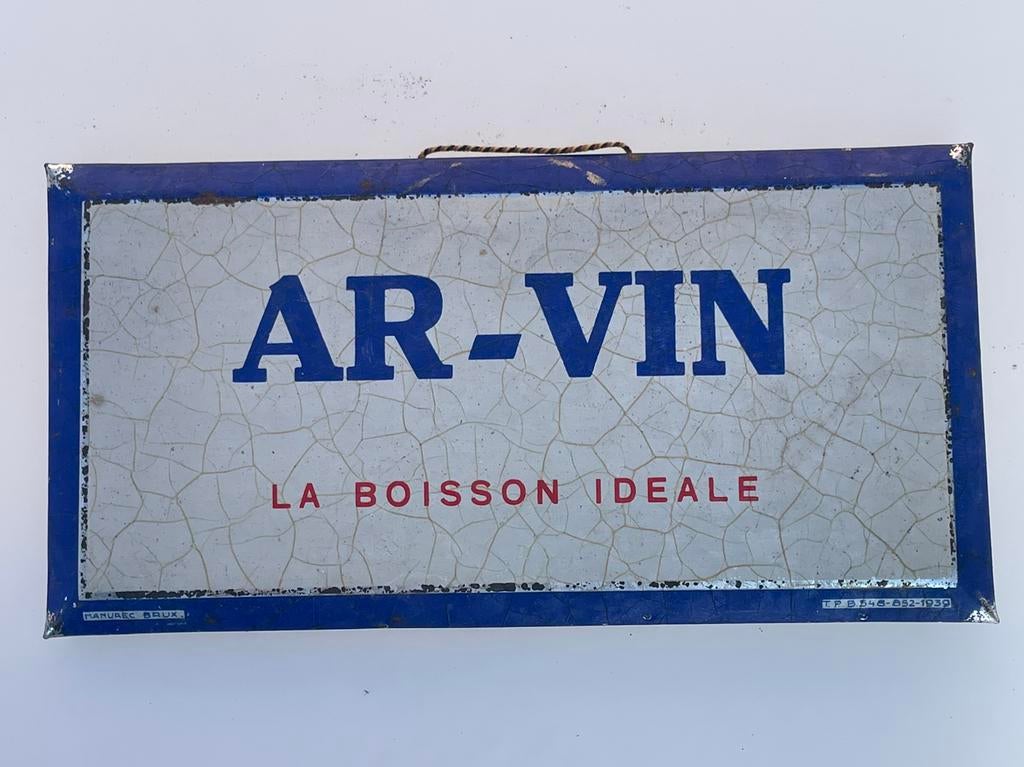 AR-VIN
LA BOISSON IDEALE
MANUREC BRUX.
T.P.B.548-852-1939